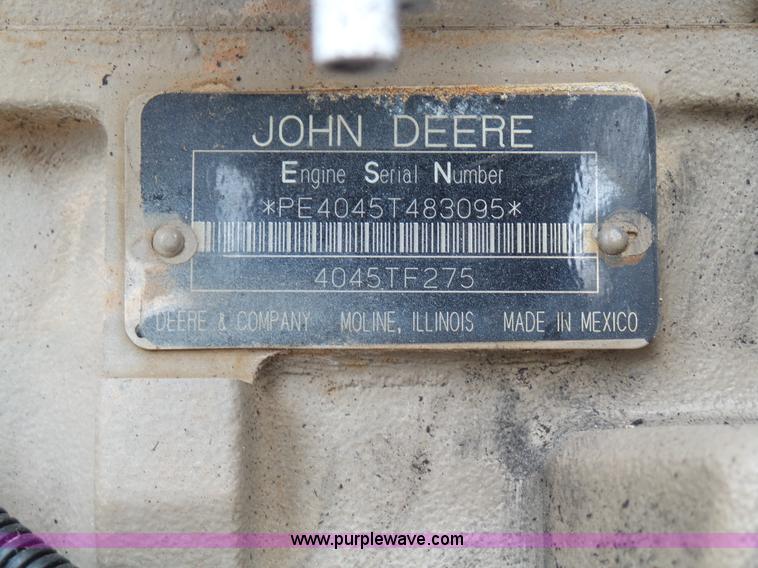 JOHN DEERE
Engine Serial Number
*PE4045T483095*
4045TF275
DEERE & COMPANY MOLINE, ILLINOIS MADE IN MEXICO
www.purplewave.com